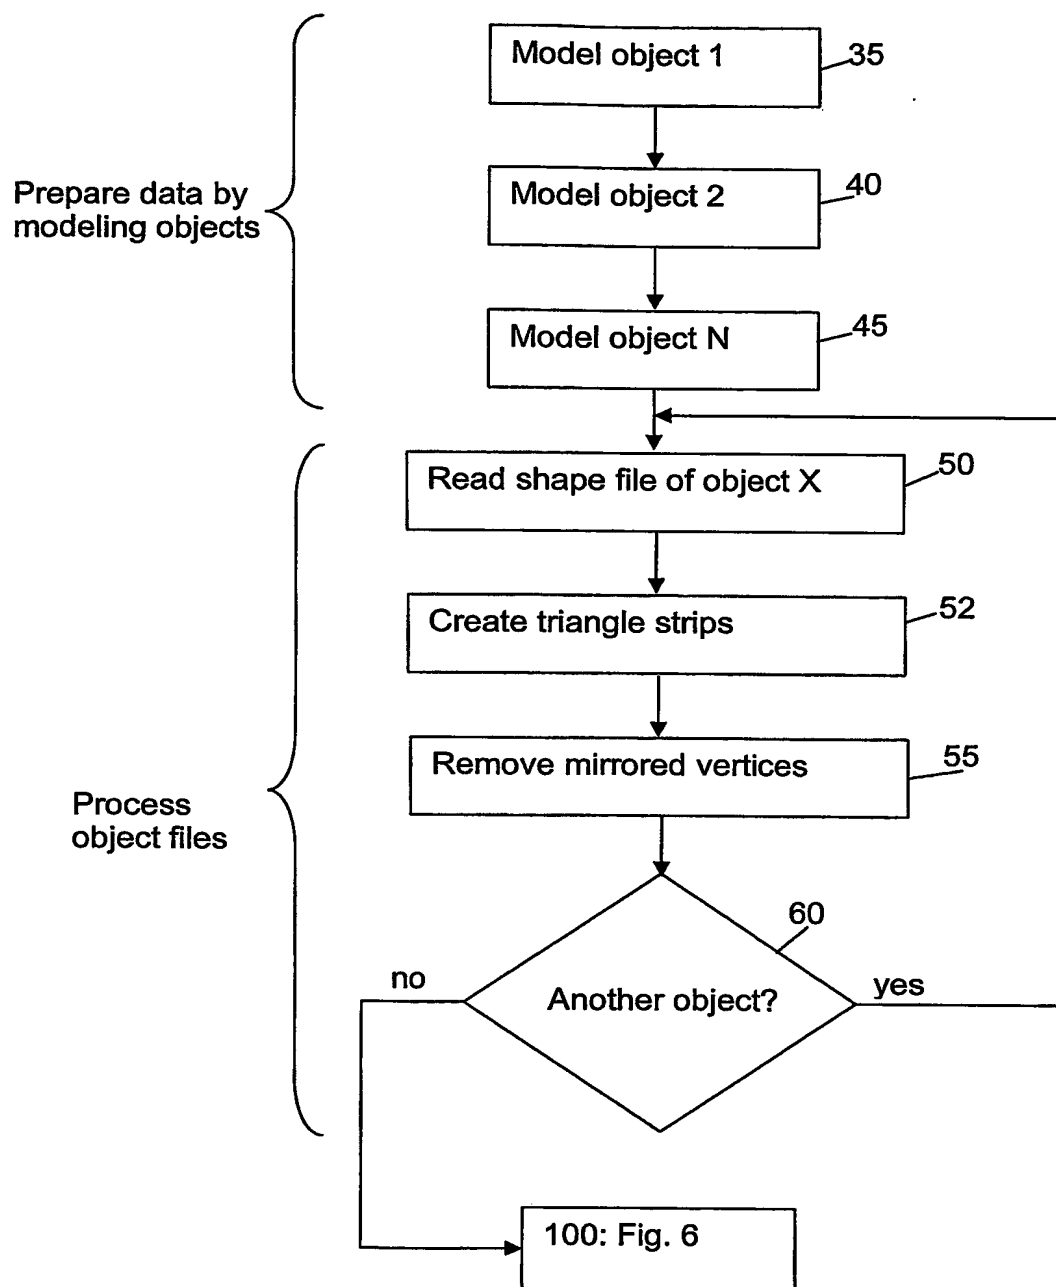 Model object 1
35
Prepare data by
modeling objects
Model object 2
40
Model object N
45
Read shape file of object X
50
Create triangle strips
52
Remove mirrored vertices
55
Process
object files
60
no
Another object?
yes
100: Fig. 6